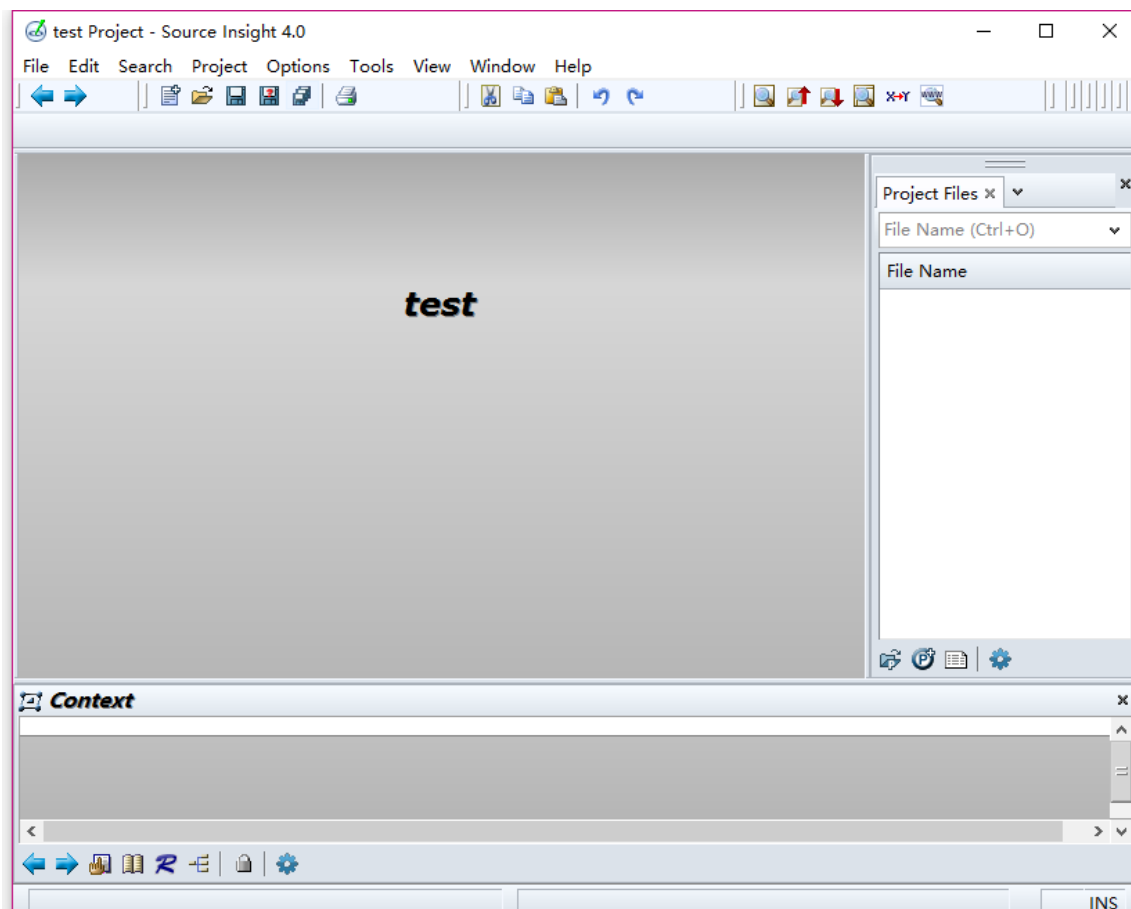 test Project - Source Insight 4.0
File Edit Search Project Options Tools View Window Help
X→Y www
Project Files
File Name (Ctrl+O)
File Name
test
Context
INS